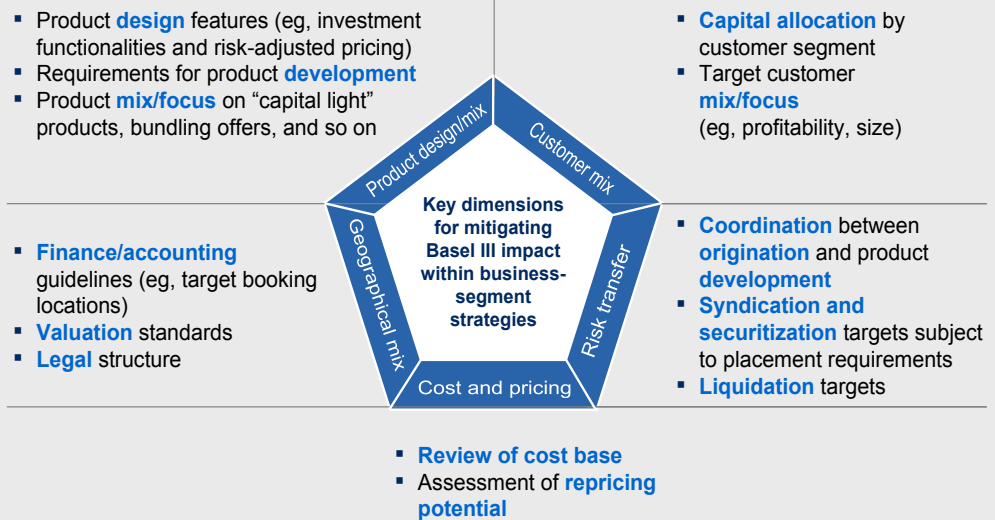 ▪ Product design features (eg, investment
functionalities and risk-adjusted pricing)
▪ Requirements for product development
▪ Product mix/focus on “capital light”
products, bundling offers, and so on
▪ Capital allocation by
customer segment
▪ Target customer
mix/focus
(eg, profitability, size)
Product design/mix
Customer mix
Key dimensions
for mitigating
Basel III impact
within business-
segment
strategies
▪ Finance/accounting
guidelines (eg, target booking
locations)
▪ Valuation standards
▪ Legal structure
Geographical mix
Risk transfer
▪ Coordination between
origination and product
development
▪ Syndication and
securitization targets subject
to placement requirements
▪ Liquidation targets
Cost and pricing
▪ Review of cost base
▪ Assessment of repricing
potential